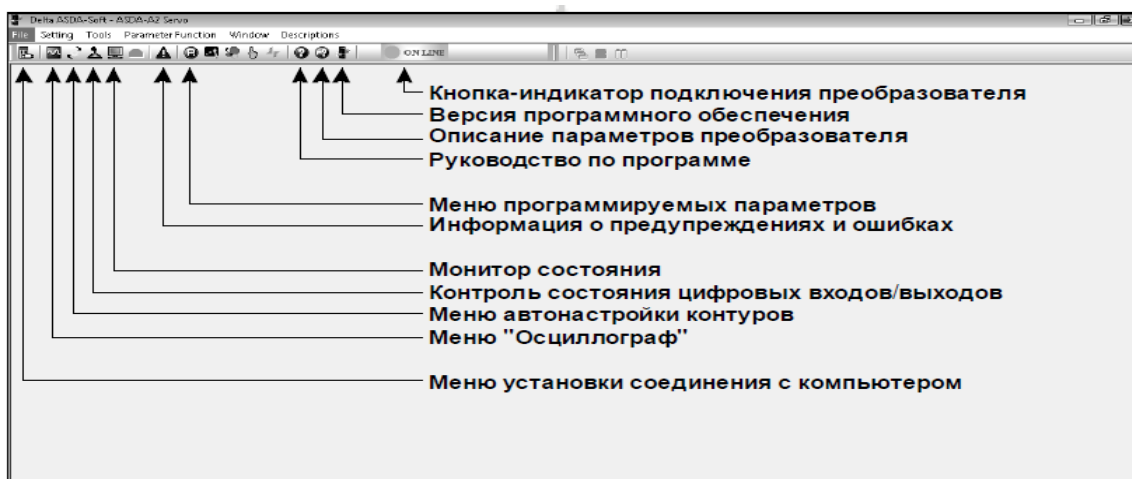 Delta ASDA-Soft - ASDA-A2 Servo
File Setting Tools Parameter Function Window Descriptions
ON LINE
Кнопка-индикатор подключения преобразователя
Версия программного обеспечения
Описание параметров преобразователя
Руководство по программе
Меню программируемых параметров
Информация о предупреждениях и ошибках
Монитор состояния
Контроль состояния цифровых входов/выходов
Меню автонастройки контуров
Меню "Осциллограф"
Меню установки соединения с компьютером